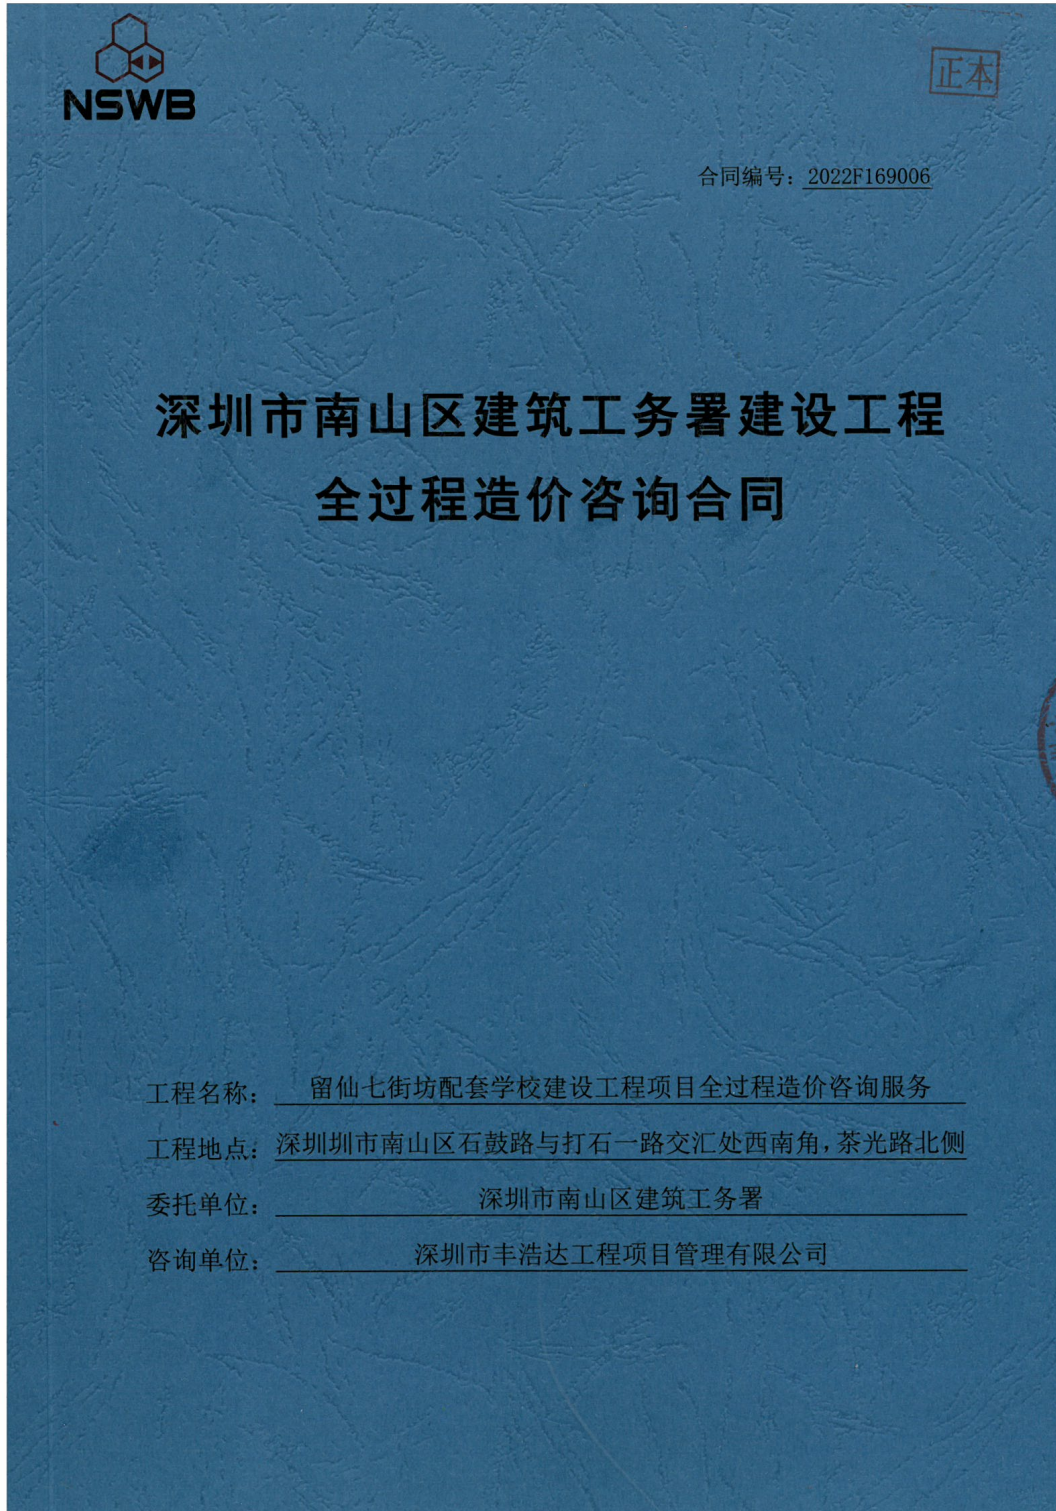 NSWB
正本
合同编号：2022F169006
深圳市南山区建筑工务署建设工程
全过程造价咨询合同
工程名称：留仙七街坊配套学校建设工程项目全过程造价咨询服务
工程地点：深圳圳市南山区石鼓路与打石一路交汇处西南角，茶光路北侧
委托单位：深圳市南山区建筑工务署
咨询单位：深圳市丰浩达工程项目管理有限公司